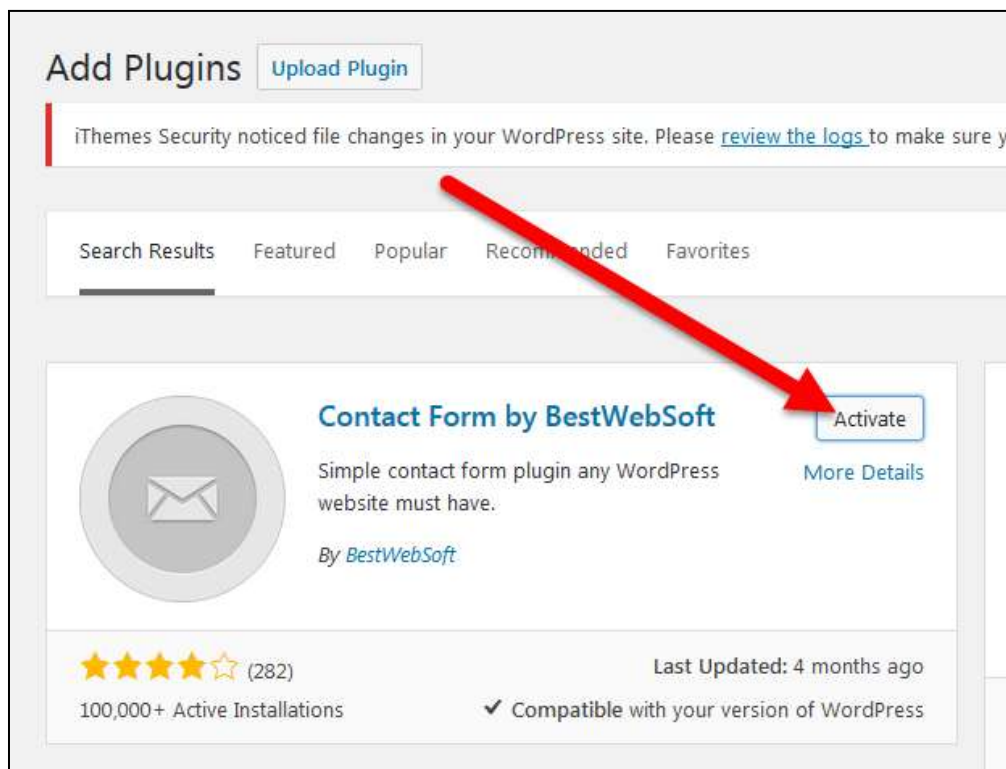 Add Plugins Upload Plugin
iThemes Security noticed file changes in your WordPress site. Please review the logs to make sure y
Search Results Featured Popular Recommended Favorites
Contact Form by BestWebSoft Activate
Simple contact form plugin any WordPress More Details
website must have.
By BestWebSoft
(282) Last Updated: 4 months ago
100,000+ Active Installations ✔ Compatible with your version of WordPress